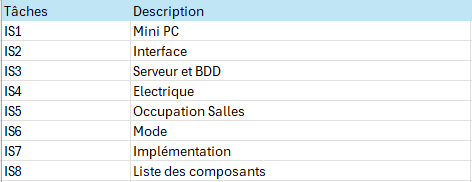 Tâches Description
IS1 Mini PC
IS2 Interface
IS3 Serveur et BDD
IS4 Electrique
IS5 Occupation Salles
IS6 Mode
IS7 Implémentation
IS8 Liste des composants